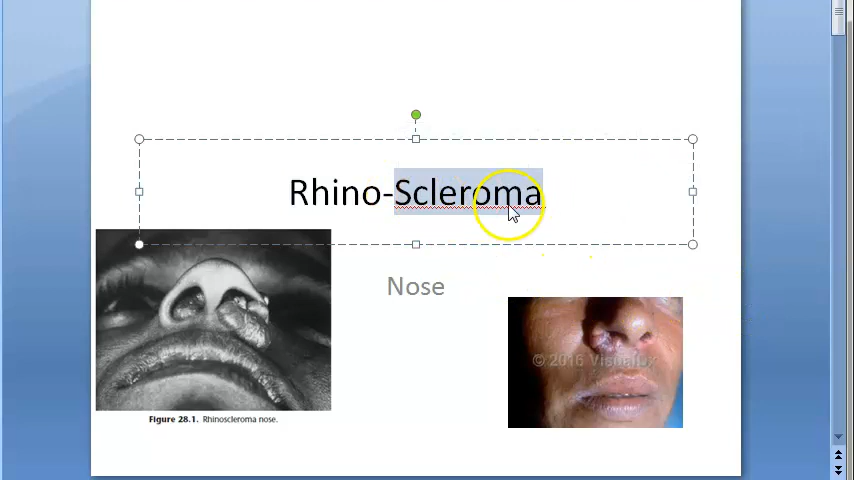 Rhino-Scleroma
Nose
© 2016 VisualDx
Figure 28.1. Rhinoscleroma nose.